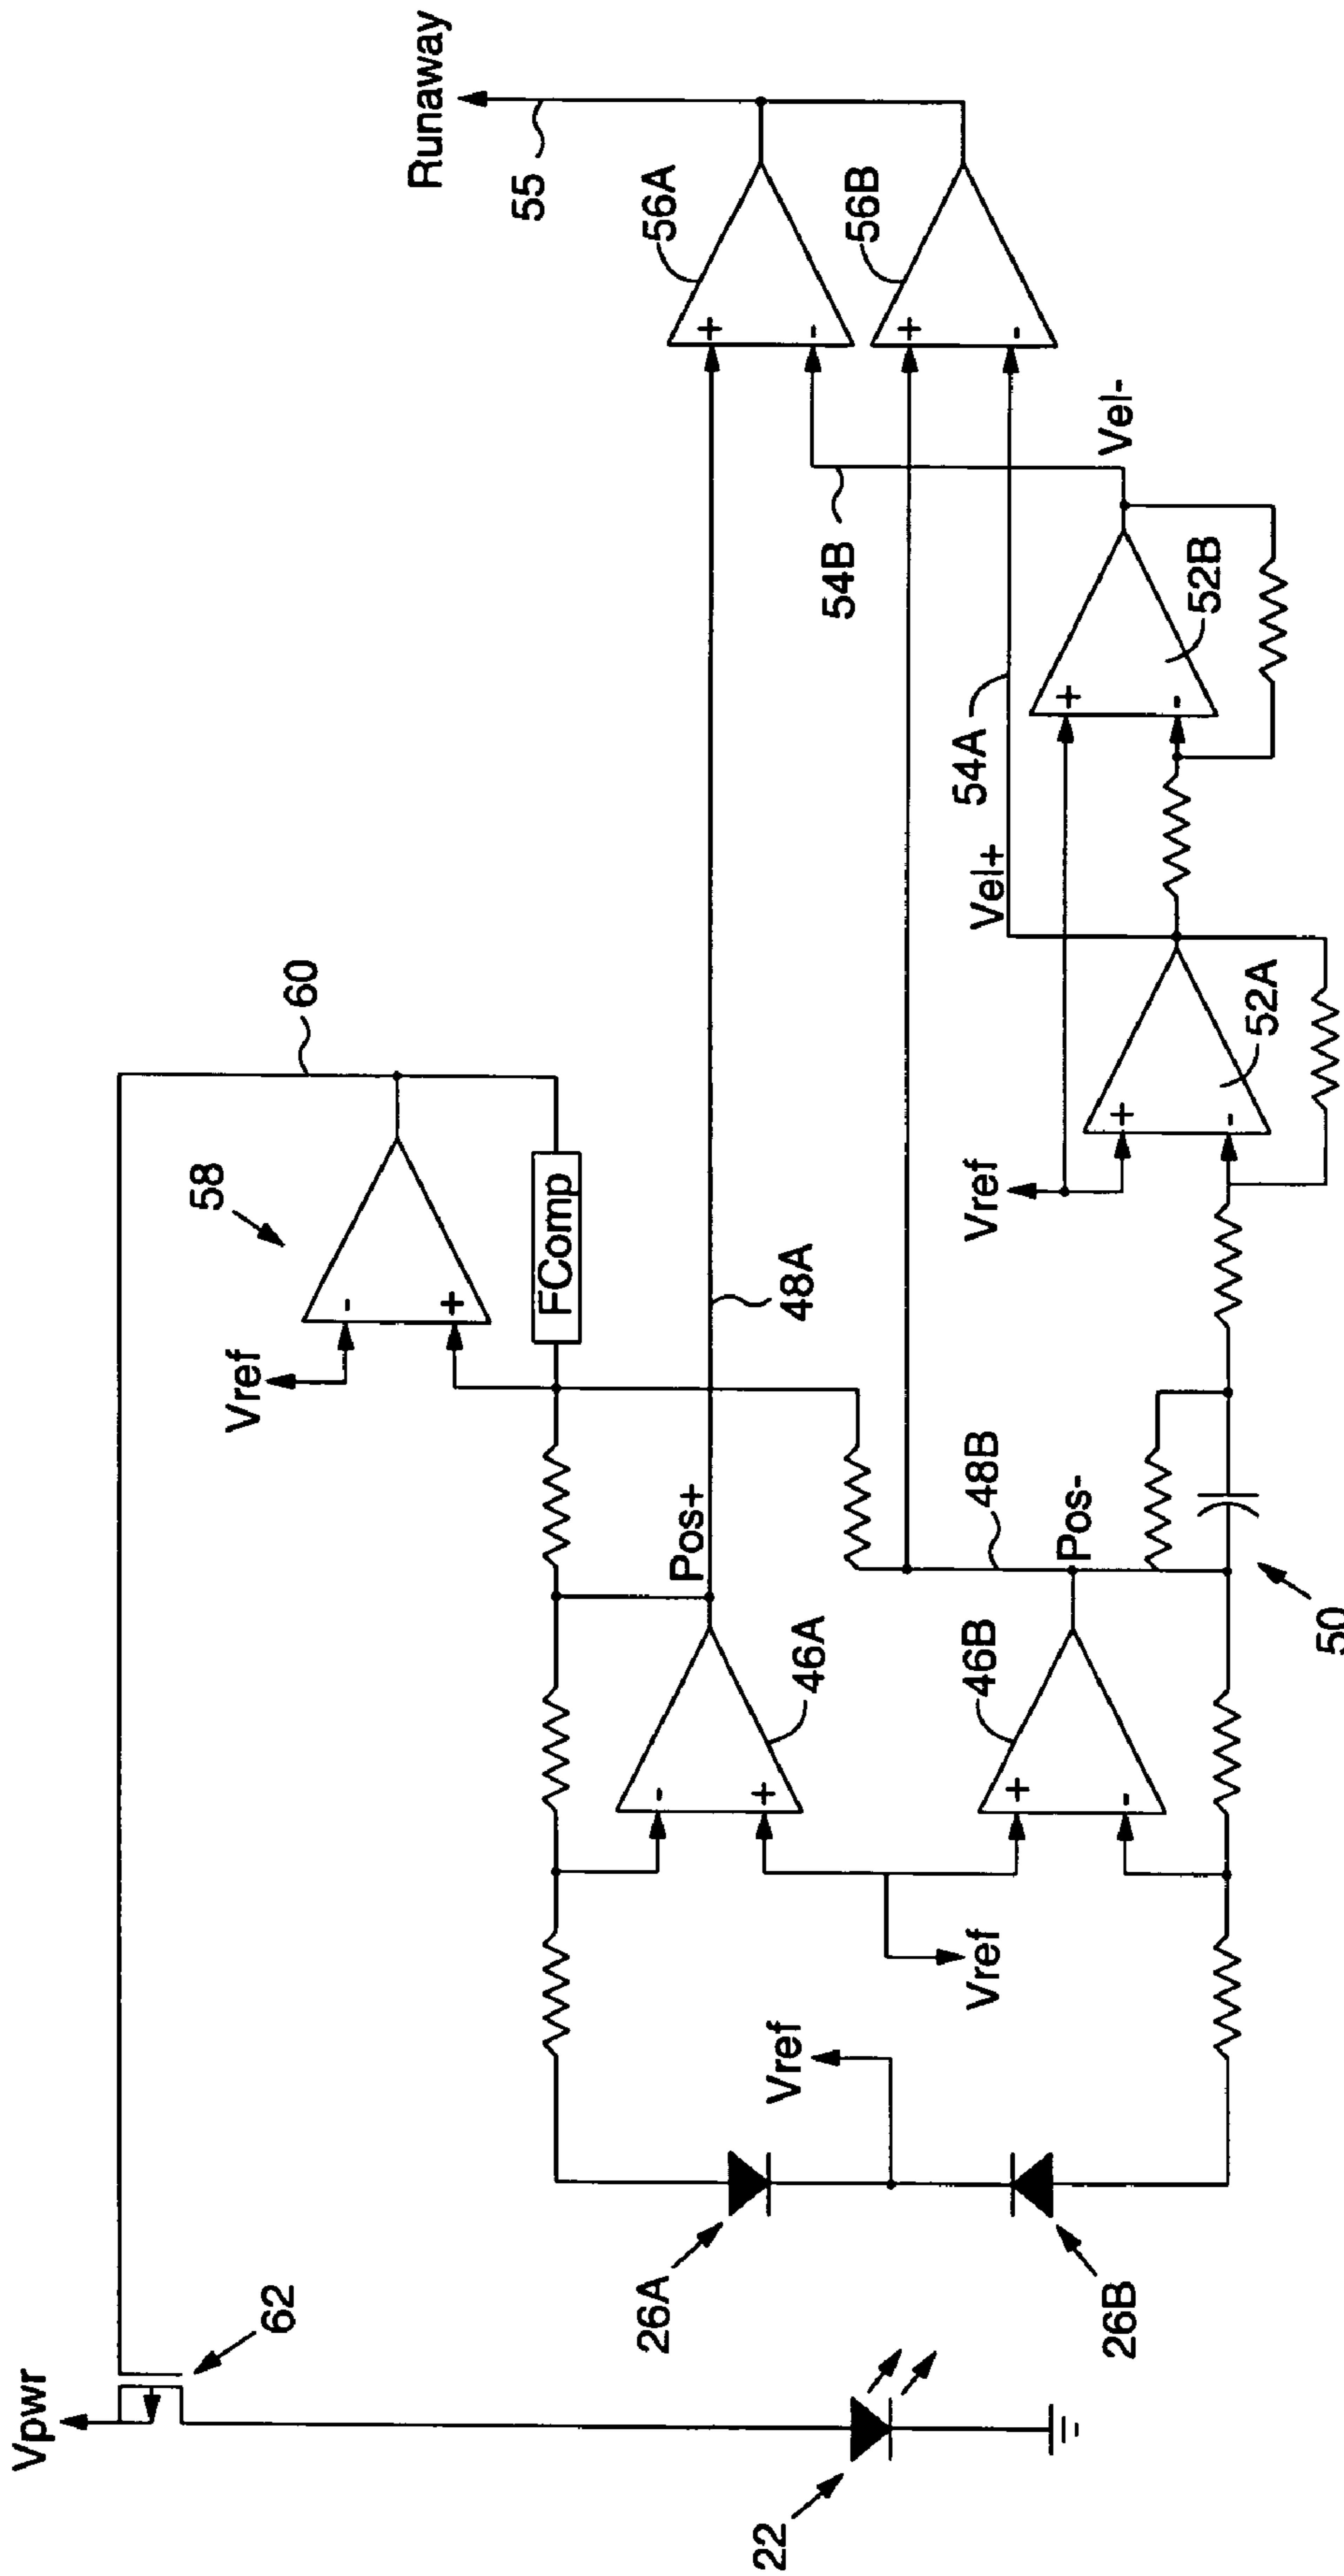 Vpwr
62
22
60
58
Vref
-
+
FComp
26A
26B
Vref
Vref
Pos+
46A
-
+
48A
48B
46B
+
-
Pos-
50
Vref
52A
+
-
Vel+
54A
52B
+
-
Vel-
54B
56A
+
-
56B
+
-
55
Runaway